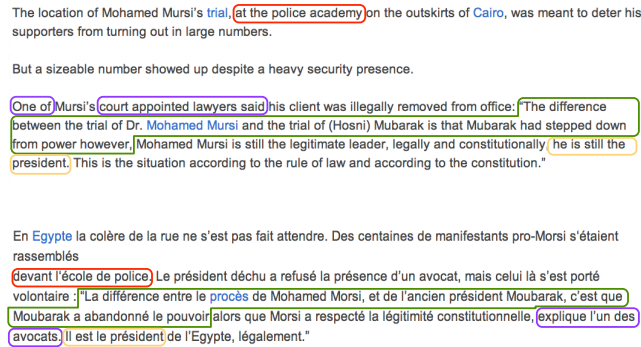 The location of Mohamed Mursi's trial, at the police academy on the outskirts of Cairo, was meant to deter his
supporters from turning out in large numbers.
But a sizeable number showed up despite a heavy security presence.
One of Mursi's court appointed lawyers said his client was illegally removed from office: "The difference
between the trial of Dr. Mohamed Mursi and the trial of (Hosni) Mubarak is that Mubarak had stepped down
from power however, Mohamed Mursi is still the legitimate leader, legally and constitutionally, he is still the
president. This is the situation according to the rule of law and according to the constitution."
En Egypte la colère de la rue ne s'est pas fait attendre. Des centaines de manifestants pro-Morsi s'étaient
rassemblés
devant l'école de police. Le président déchu a refusé la présence d'un avocat, mais celui là s'est porté
volontaire : "La différence entre le procès de Mohamed Morsi, et de l'ancien président Moubarak, c'est que
Moubarak a abandonné le pouvoir alors que Morsi a respecté la légitimité constitutionnelle, explique l'un des
avocats. Il est le président de l'Egypte, légalement."